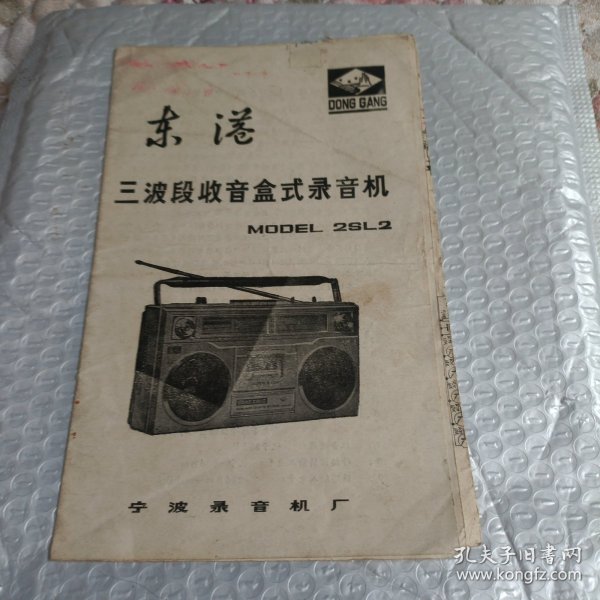 DONG GANG
东港
三波段收音盒式录音机
MODEL 2SL2
宁波录音机厂
孔夫子旧书网
www.kongfz.com